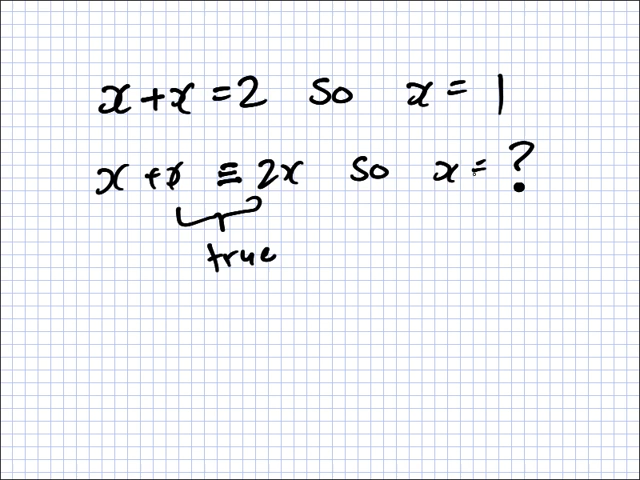 x + x = 2 so x = 1
x + x ≡ 2x so x = ?
true